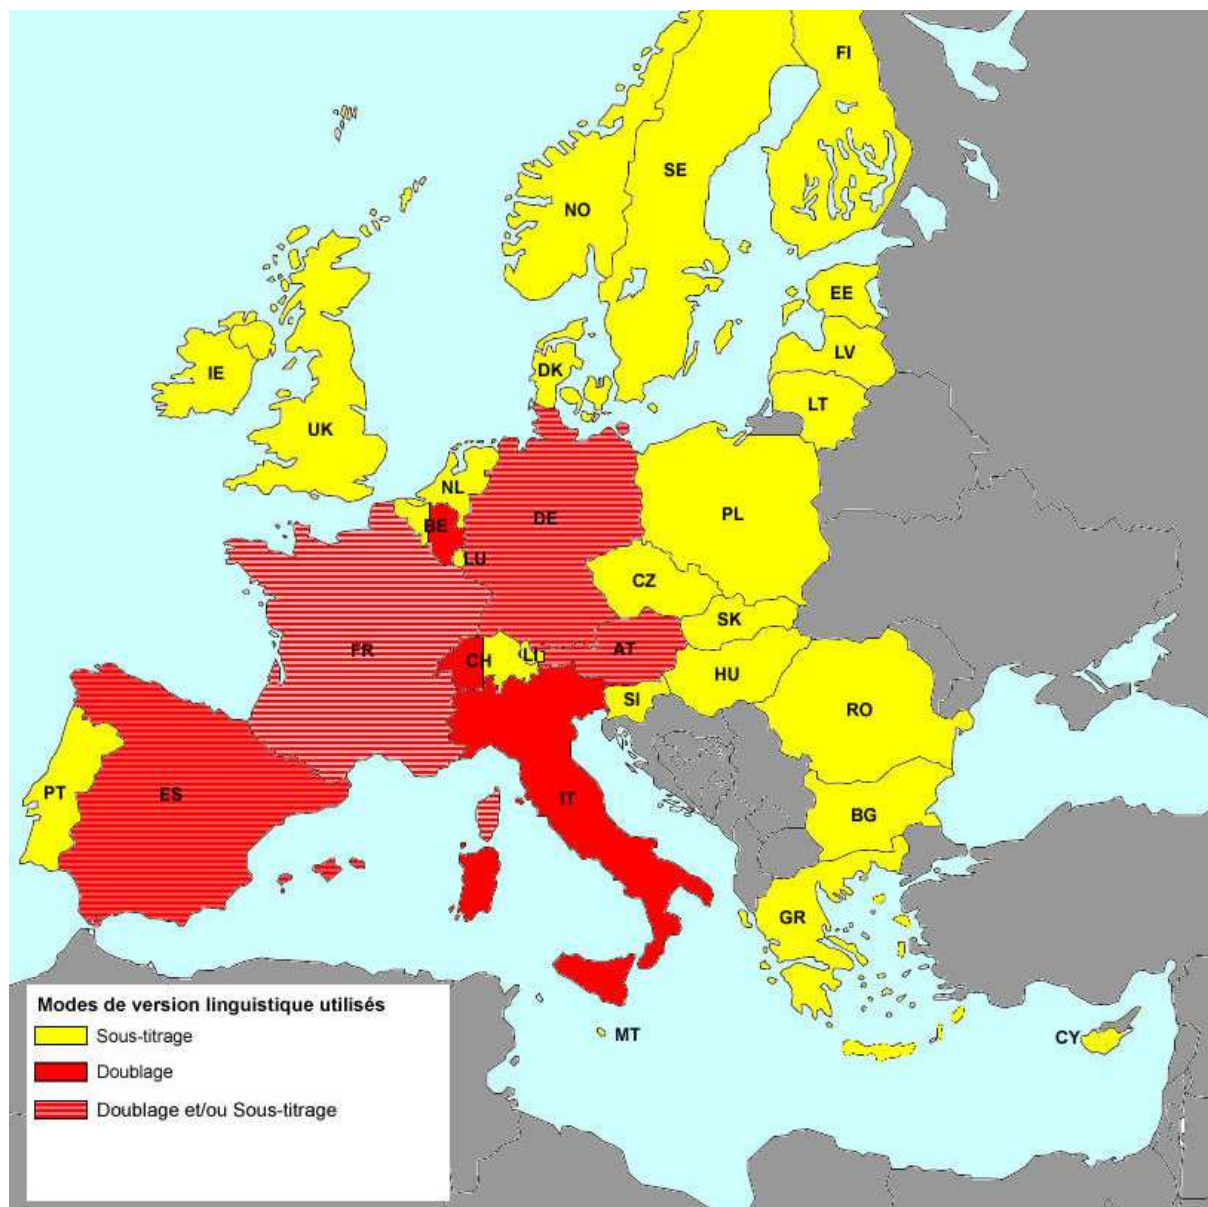 FI
SE
NO
EE
LV
IE
DK
LT
UK
NL
PL
BE
DE
LU
CZ
SK
FR
CH
LI
AT
HU
SI
RO
PT
ES
IT
BG
GR
MT
CY
Modes de version linguistique utilisés
Sous-titrage
Doublage
Doublage et/ou Sous-titrage